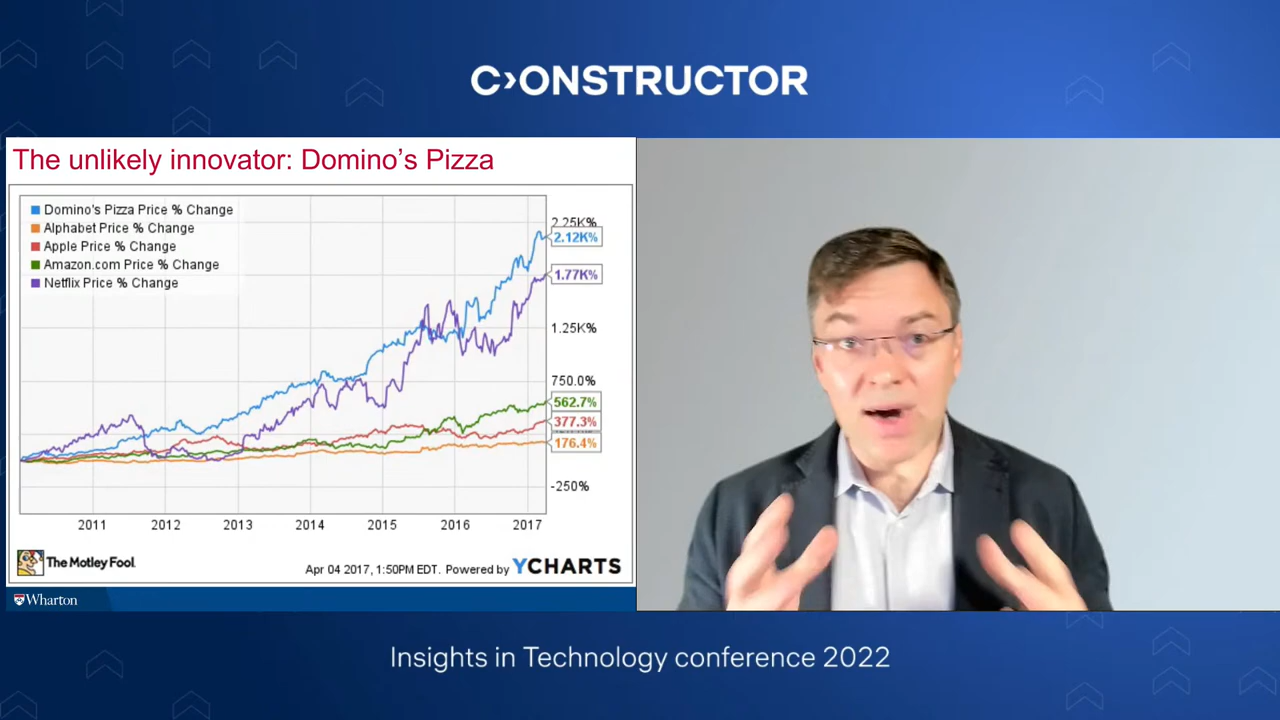 C›ONSTRUCTOR
The unlikely innovator: Domino’s Pizza
Domino's Pizza Price % Change
Alphabet Price % Change
Apple Price % Change
Amazon.com Price % Change
Netflix Price % Change
2.25K%
2.12K%
1.77K%
1.25K%
750.0%
562.7%
377.3%
176.4%
-250%
2011 2012 2013 2014 2015 2016 2017
The Motley Fool.
Apr 04 2017, 1:50PM EDT. Powered by YCHARTS
Wharton
Insights in Technology conference 2022